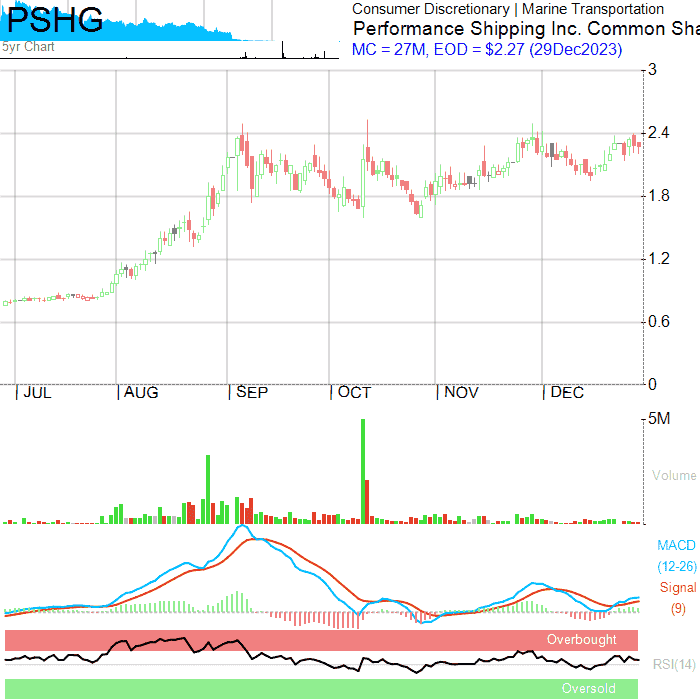 PSHG
5yr Chart
Consumer Discretionary | Marine Transportation
Performance Shipping Inc. Common Sha
MC = 27M, EOD = $2.27 (29Dec2023)
3
2.4
1.8
1.2
0.6
0
JUL AUG SEP OCT NOV DEC
5M
Volume
MACD
(12-26)
Signal
(9)
Overbought
RSI(14)
Oversold